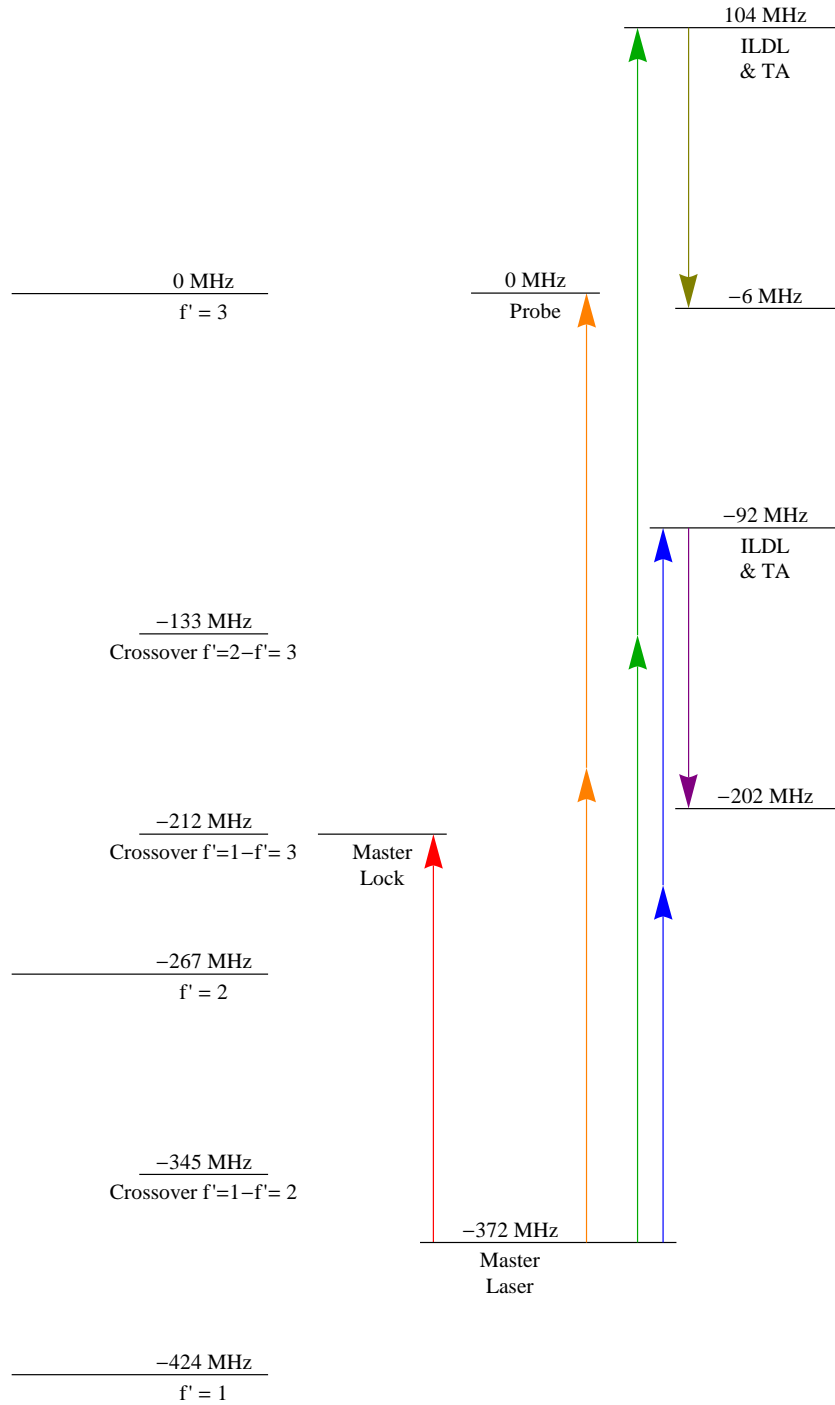 104 MHz
ILDL
& TA
0 MHz
f' = 3
0 MHz
Probe
−6 MHz
−92 MHz
ILDL
& TA
−133 MHz
Crossover f'=2−f'= 3
−202 MHz
−212 MHz
Crossover f'=1−f'= 3
Master
Lock
−267 MHz
f' = 2
−345 MHz
Crossover f'=1−f'= 2
−372 MHz
Master
Laser
−424 MHz
f' = 1